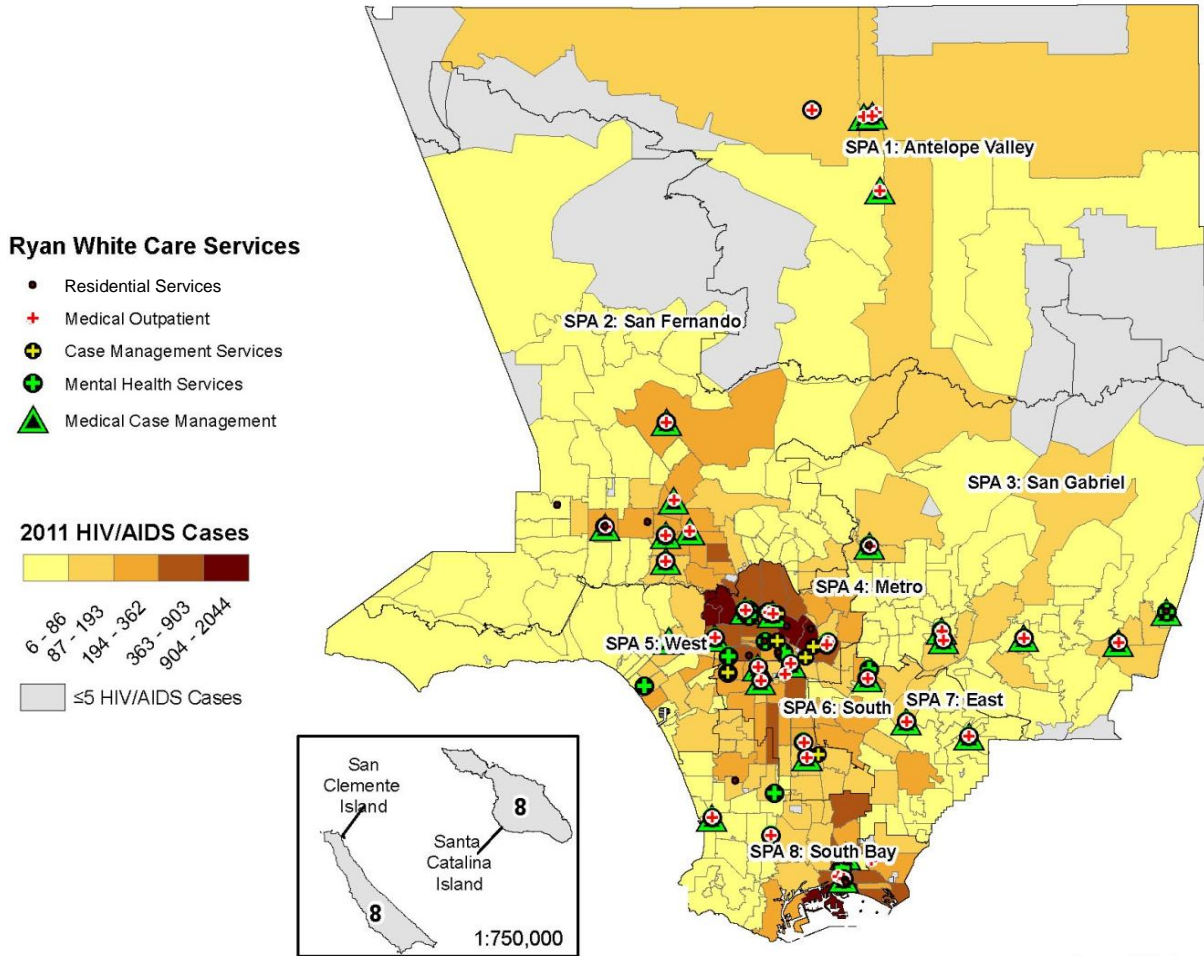 Ryan White Care Services
Residential Services
Medical Outpatient
Case Management Services
Mental Health Services
Medical Case Management
2011 HIV/AIDS Cases
6 - 86
87 - 193
194 - 362
363 - 903
904 - 2044
≤5 HIV/AIDS Cases
SPA 1: Antelope Valley
SPA 2: San Fernando
SPA 3: San Gabriel
SPA 4: Metro
SPA 5: West
SPA 6: South
SPA 7: East
SPA 8: South Bay
San
Clemente
Island
8
Santa
Catalina
Island
8
1:750,000